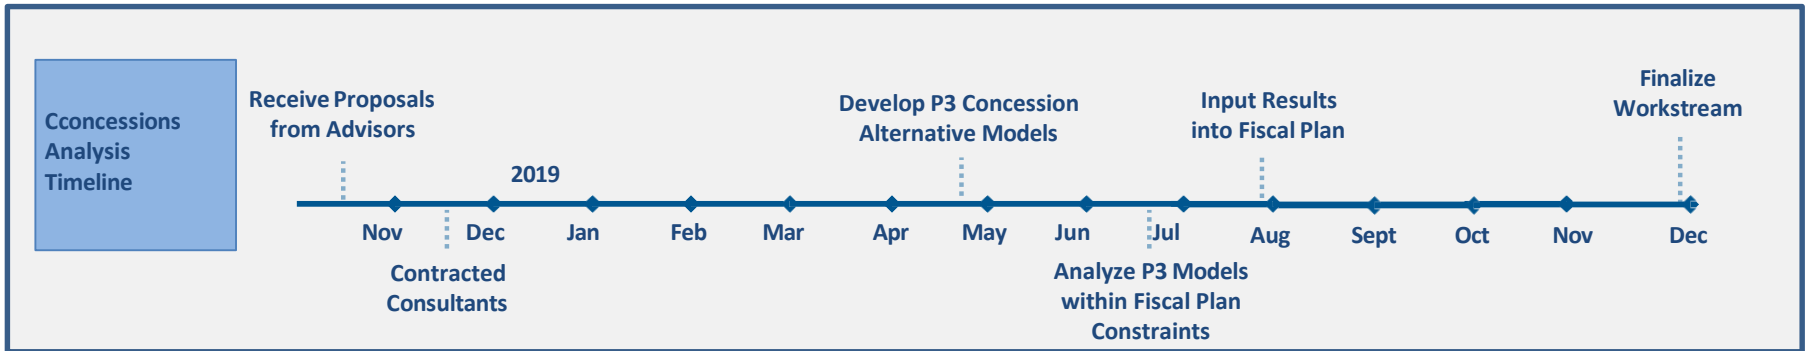 Cconcessions
Analysis
Timeline
Receive Proposals
from Advisors
2019
Develop P3 Concession
Alternative Models
Input Results
into Fiscal Plan
Finalize
Workstream
Nov Dec Jan Feb Mar Apr May Jun Jul Aug Sept Oct Nov Dec
Contracted
Consultants
Analyze P3 Models
within Fiscal Plan
Constraints